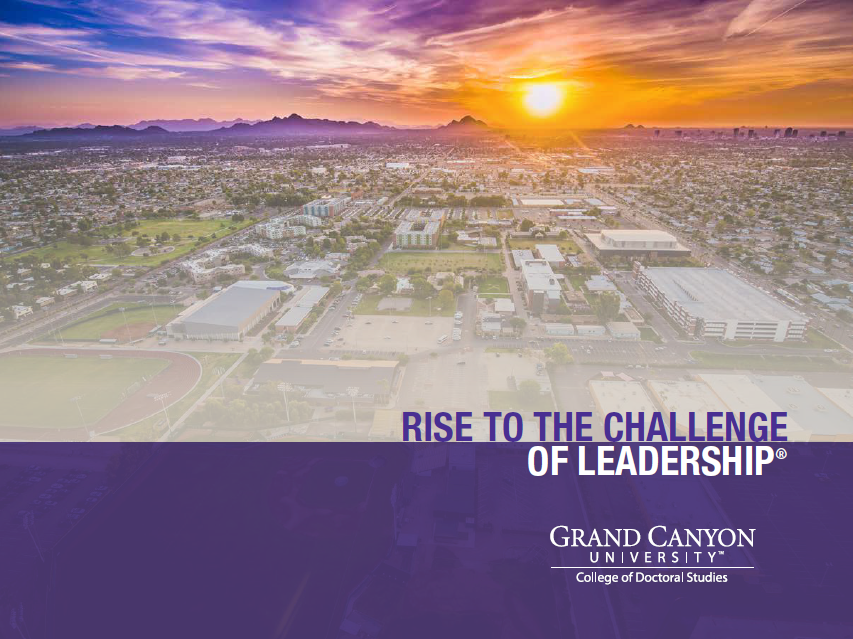 RISE TO THE CHALLENGE
OF LEADERSHIP®
GRAND CANYON
UNIVERSITY™
College of Doctoral Studies